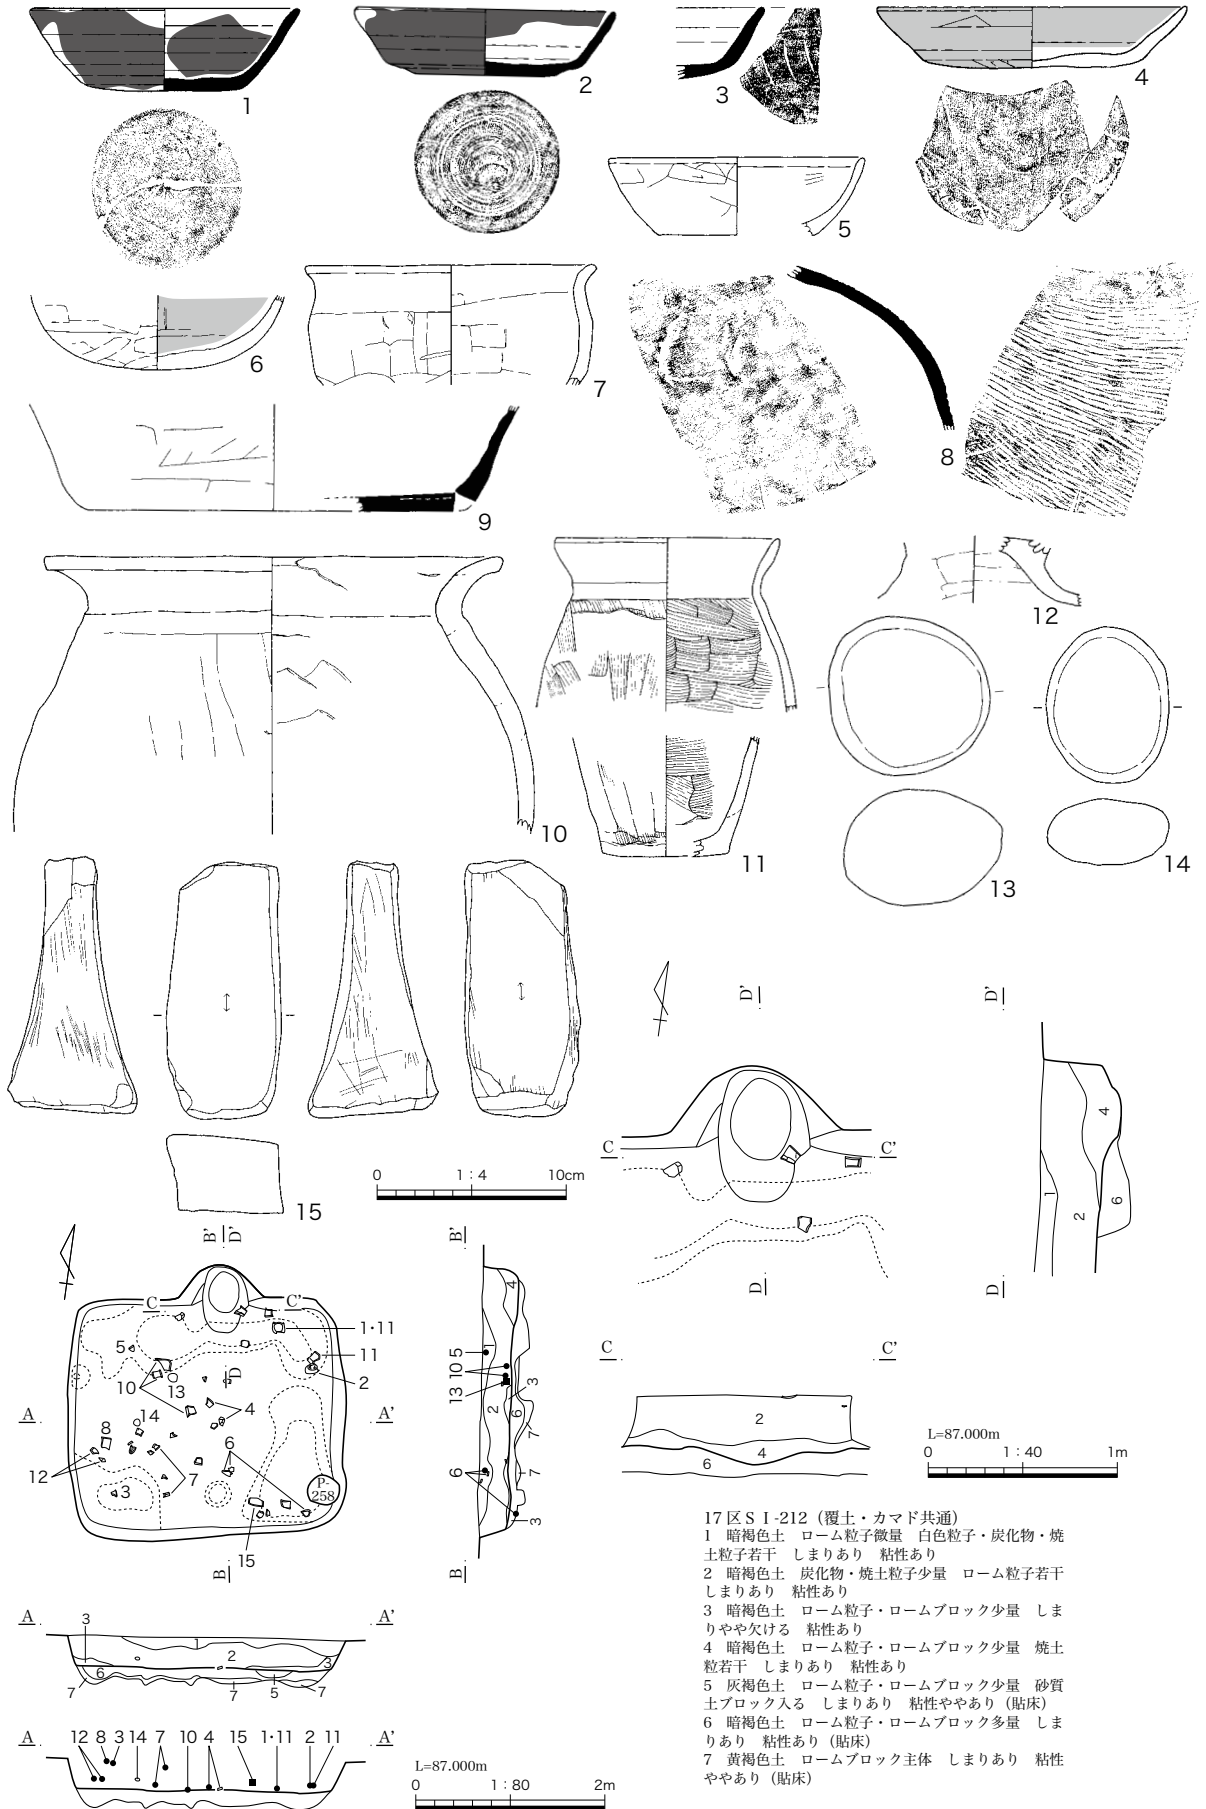 1
2
3
4
5
6
7
8
9
10
11
12
13
14
15
0 1:4 10cm
B' D' B'
C C'
1・11
5
11
2
10
13
D
A A'
4
14
8
6
12
7
3
P258
15
B
4
1
5
10
13
2
3
6
7
6
7
3
B
D' D'
C C'
D D
4
1
2
6
C C'
2
4
6
L=87.000m
0 1:40 1m
A A'
3
1
2
3
6
7
7
5
7
A 12 8 3 14 7 10 4 15 1・11 2 11 A'
L=87.000m
0 1:80 2m
17区SI-212(覆土・カマド共通)
1 暗褐色土 ローム粒子微量 白色粒子・炭化物・焼
土粒子若干 しまりあり 粘性あり
2 暗褐色土 炭化物・焼土粒子少量 ローム粒子若干
しまりあり 粘性あり
3 暗褐色土 ローム粒子・ロームブロック少量 しま
りやや欠ける 粘性あり
4 暗褐色土 ローム粒子・ロームブロック少量 焼土
粒若干 しまりあり 粘性あり
5 灰褐色土 ローム粒子・ロームブロック少量 砂質
土ブロック入る しまりあり 粘性ややあり(貼床)
6 暗褐色土 ローム粒子・ロームブロック多量 しま
りあり 粘性あり(貼床)
7 黄褐色土 ロームブロック主体 しまりあり 粘性
ややあり(貼床)